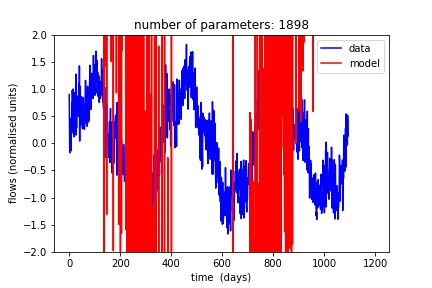 number of parameters: 1898
2.0
1.5
1.0
0.5
0.0
-0.5
-1.0
-1.5
-2.0
flows (normalised units)
data
model
0 200 400 600 800 1000 1200
time (days)